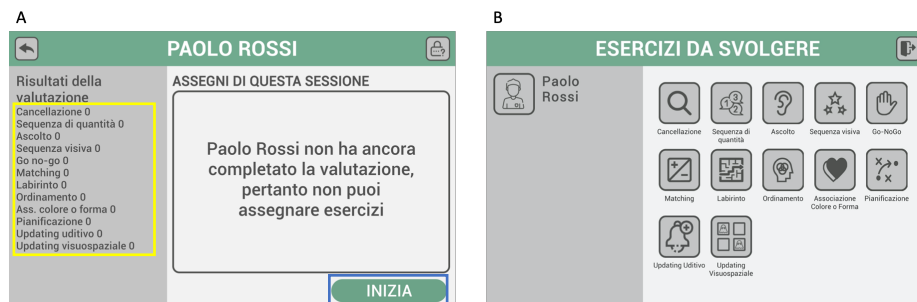 A
PAOLO ROSSI
Risultati della
valutazione
Cancellazione 0
Sequenza di quantità 0
Ascolto 0
Sequenza visiva 0
Go no-go 0
Matching 0
Labirinto 0
Ordinamento 0
Ass. colore o forma 0
Pianificazione 0
Updating uditivo 0
Updating visuospaziale 0
ASSEGNI DI QUESTA SESSIONE
Paolo Rossi non ha ancora
completato la valutazione,
pertanto non puoi
assegnare esercizi
INIZIA
B
ESERCIZI DA SVOLGERE
Paolo
Rossi
Cancellazione
Sequenza di
quantità
Ascolto
Sequenza visiva
Go-NoGo
Matching
Labirinto
Ordinamento
Associazione
Colore o Forma
Pianificazione
Updating Uditivo
Updating
Visuospaziale